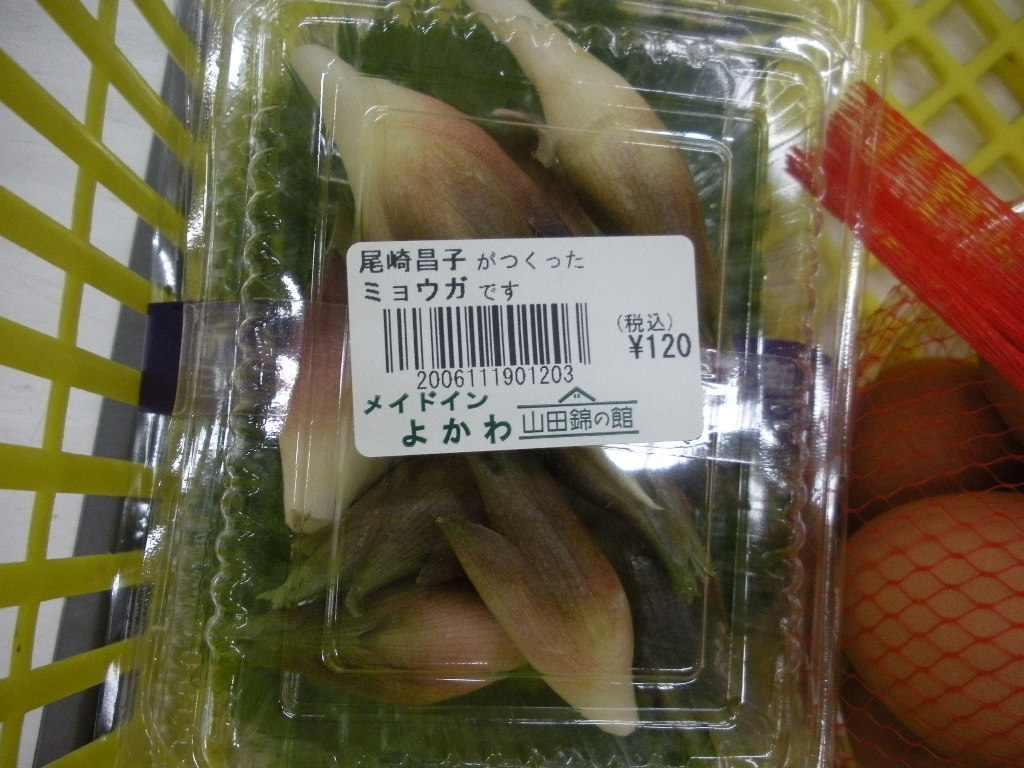 尾崎昌子がつくった
ミョウガです
(税込)
¥120
2006111901203
メイドイン
よかわ 山田錦の館